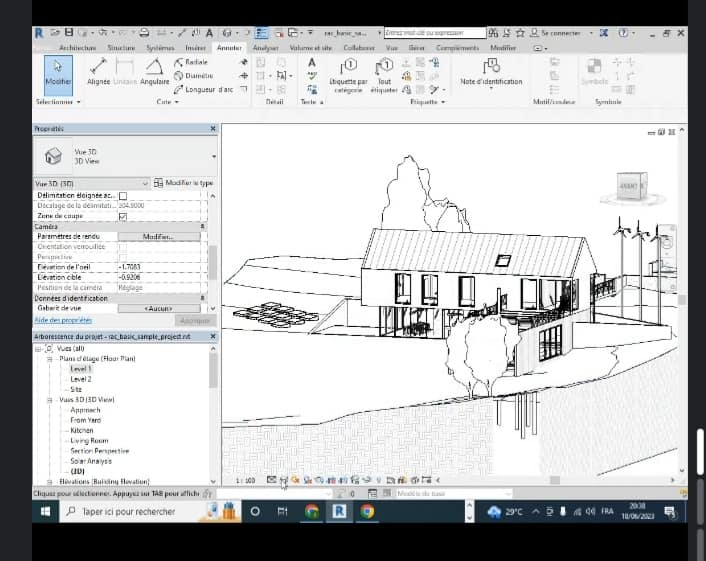 rac_basic_sa...
Entrez mot-clé ou expression
Se connecter
Architecture Structure Systèmes Insérer Annoter Analyser Volume et site Collaborer Vue Gérer Compléments Modifier
Modifier
Alignée Linéaire Angulaire
Radiale
Diamètre
Longueur d'arc
Étiquette par catégorie
Tout étiqueter
Note d'identification
Symbole
Sélectionner
Cote
Détail
Texte
Étiquette
Motif/couleur
Symbole
Propriétés
Vue 3D
3D View
Vue 3D: {3D}
Modifier le type
Délimitation éloignée ac...
Décalage de la délimitati... 304.8000
Zone de coupe
Caméra
Paramètres de rendu Modifier...
Orientation verrouillée
Perspective
Elévation de l'oeil -1.7083
Elévation cible -0.9206
Position de la caméra Réglage
Données d'identification
Gabarit de vue <Aucun>
Aide des propriétés
Appliquer
Arborescence du projet - rac_basic_sample_project.rvt
Vues (all)
Plans d'étage (Floor Plan)
Level 1
Level 2
Site
Vues 3D (3D View)
Approach
From Yard
Kitchen
Living Room
Section Perspective
Solar Analysis
{3D}
Elévations (Building Elevation)
AVANT
1 : 100
Cliquez pour sélectionner. Appuyez sur TAB pour affiche
:0
Modèle de base
Taper ici pour rechercher
29°C
FRA
20:38
18/06/2023